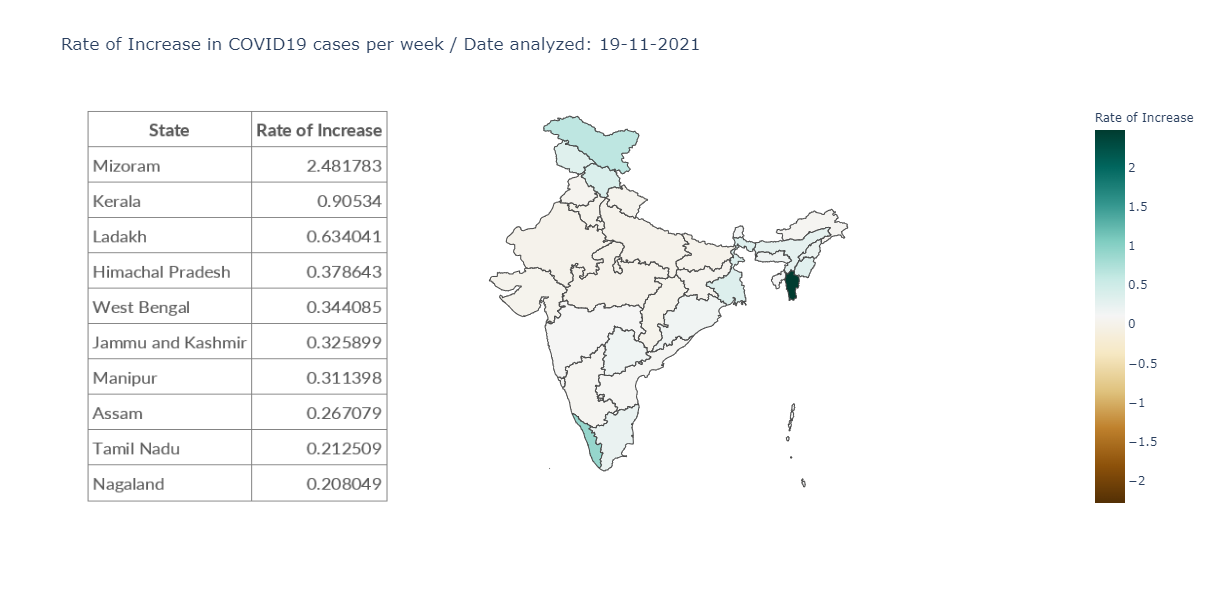 Rate of Increase in COVID19 cases per week / Date analyzed: 19-11-2021
State Rate of Increase
Mizoram 2.481783
Kerala 0.90534
Ladakh 0.634041
Himachal Pradesh 0.378643
West Bengal 0.344085
Jammu and Kashmir 0.325899
Manipur 0.311398
Assam 0.267079
Tamil Nadu 0.212509
Nagaland 0.208049
Rate of Increase
2
1.5
1
0.5
0
−0.5
−1
−1.5
−2